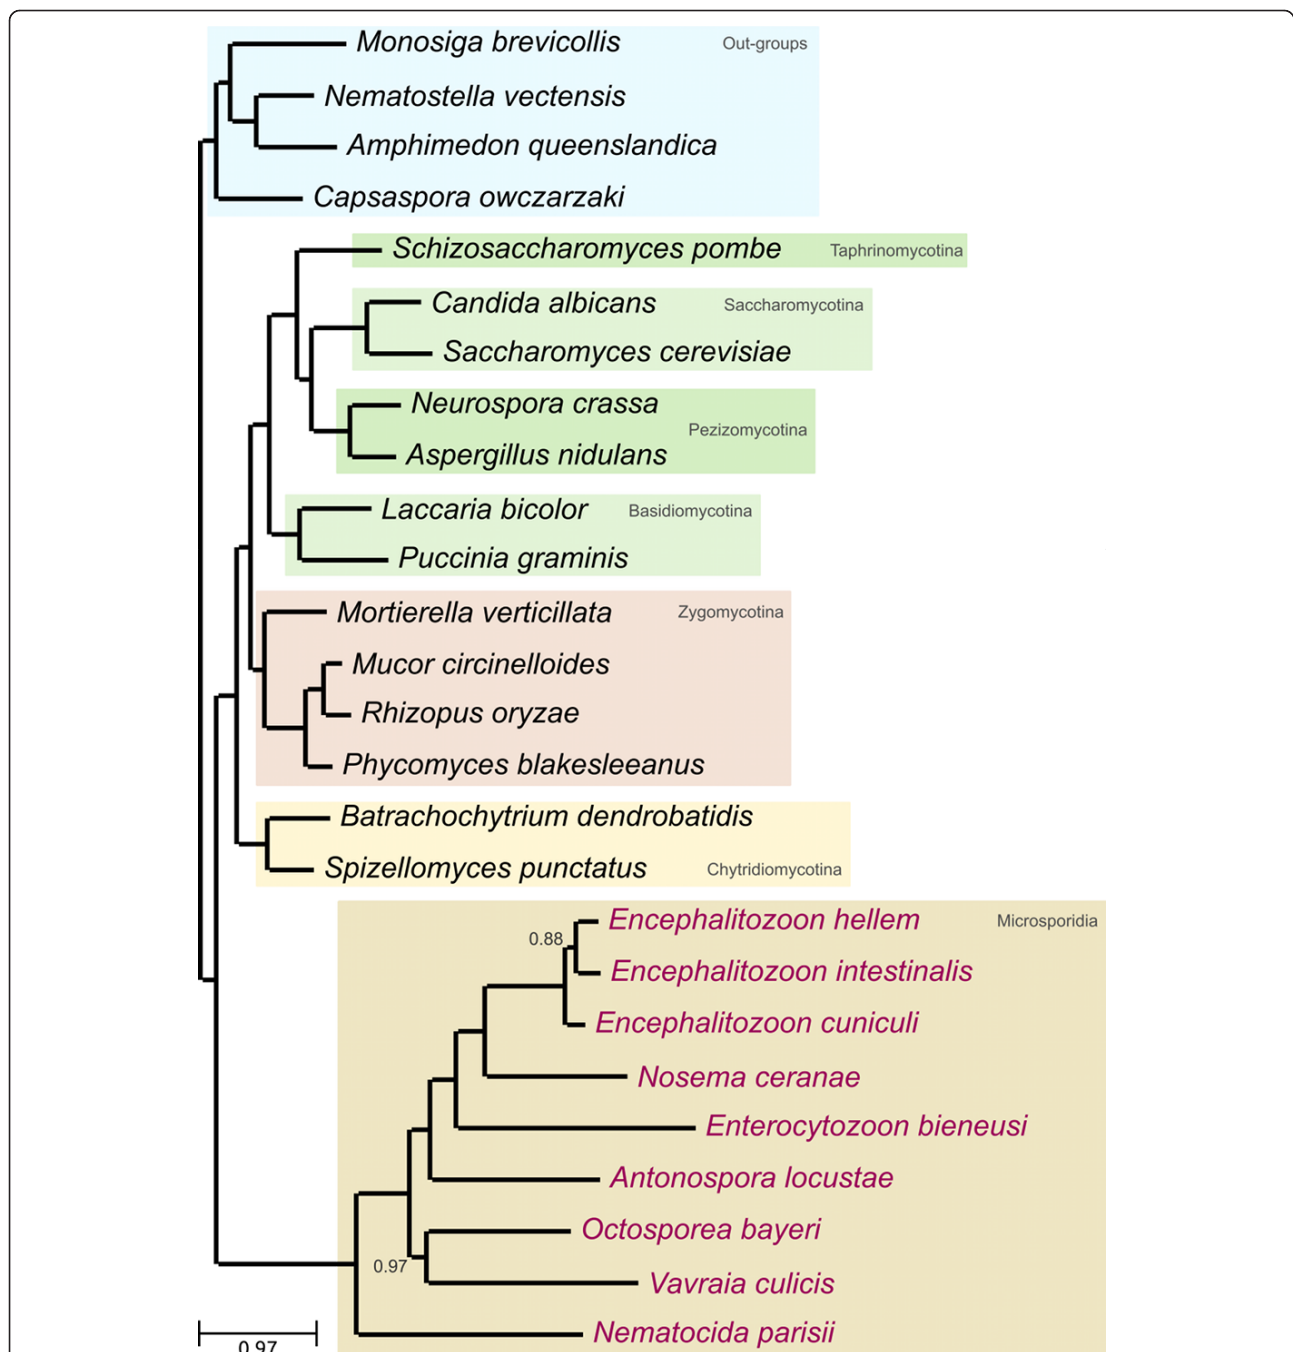 Monosiga brevicollis
Out-groups
Nematostella vectensis
Amphimedon queenslandica
Capsaspora owczarzaki
Schizosaccharomyces pombe
Taphrinomycotina
Candida albicans
Saccharomycotina
Saccharomyces cerevisiae
Neurospora crassa
Pezizomycotina
Aspergillus nidulans
Laccaria bicolor
Basidiomycotina
Puccinia graminis
Mortierella verticillata
Zygomycotina
Mucor circinelloides
Rhizopus oryzae
Phycomyces blakesleeanus
Batrachochytrium dendrobatidis
Spizellomyces punctatus
Chytridiomycotina
Encephalitozoon hellem
Microsporidia
0.88
Encephalitozoon intestinalis
Encephalitozoon cuniculi
Nosema ceranae
Enterocytozoon bieneusi
Antonospora locustae
Octosporea bayeri
0.97
Vavraia culicis
Nematocida parisii
0.97